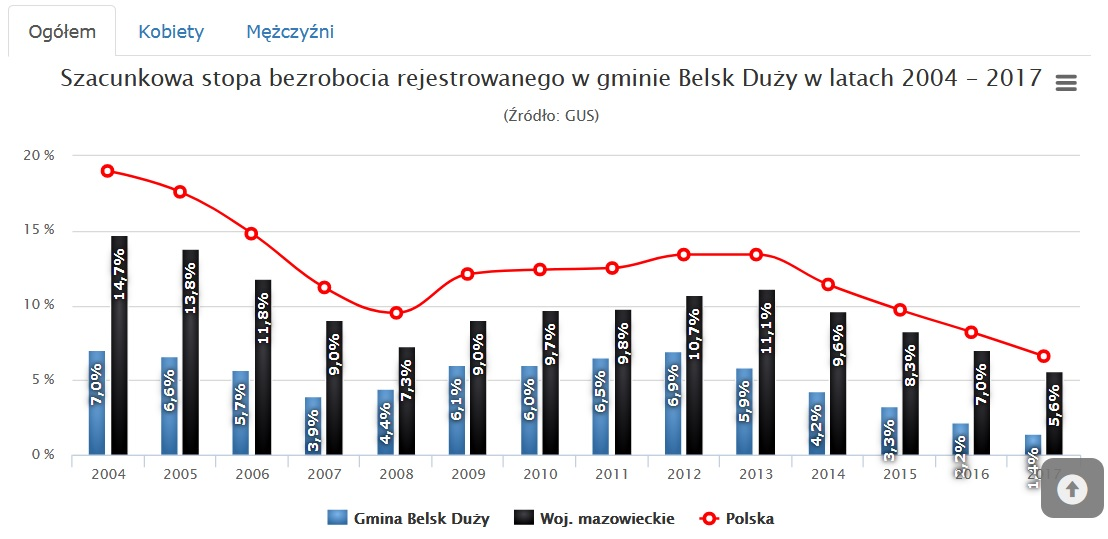 Ogółem Kobiety Mężczyźni
Szacunkowa stopa bezrobocia rejestrowanego w gminie Belsk Duży w latach 2004 - 2017
(Źródło: GUS)
20 %
15 %
10 %
5 %
0 %
7,0% 14,7% 6,6% 13,8% 5,7% 11,8% 3,9% 9,0% 4,4% 7,3% 6,1% 9,0% 6,0% 9,7% 6,5% 9,8% 6,9% 10,7% 5,9% 11,1% 4,2% 9,6% 3,3% 8,3% 2,2% 7,0% 5,6%
2004 2005 2006 2007 2008 2009 2010 2011 2012 2013 2014 2015 2016 2017
Gmina Belsk Duży Woj. mazowieckie Polska